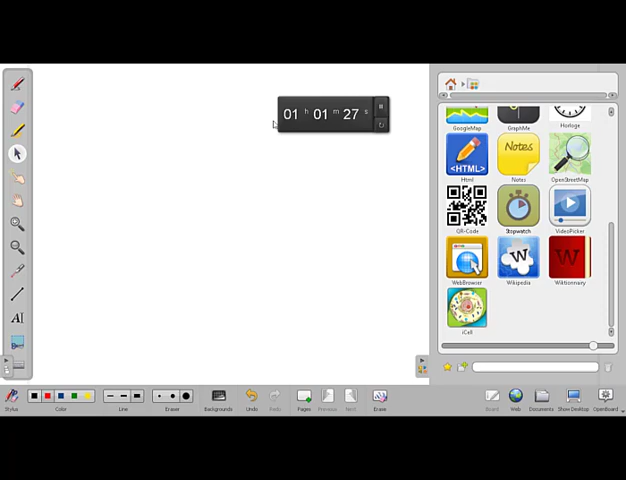 01 h 01 m 27 s
GoogleMap GraphMe Horloge
<HTML> Notes
Html Notes OpenStreetMap
QR-Code Stopwatch VideoPicker
W W
WebBrowser Wikipedia Wiktionnary
iCell
AI
Stylus Color Line Eraser Backgrounds Undo Redo Pages Previous Next Erase Board Web Documents Show Desktop OpenBoard